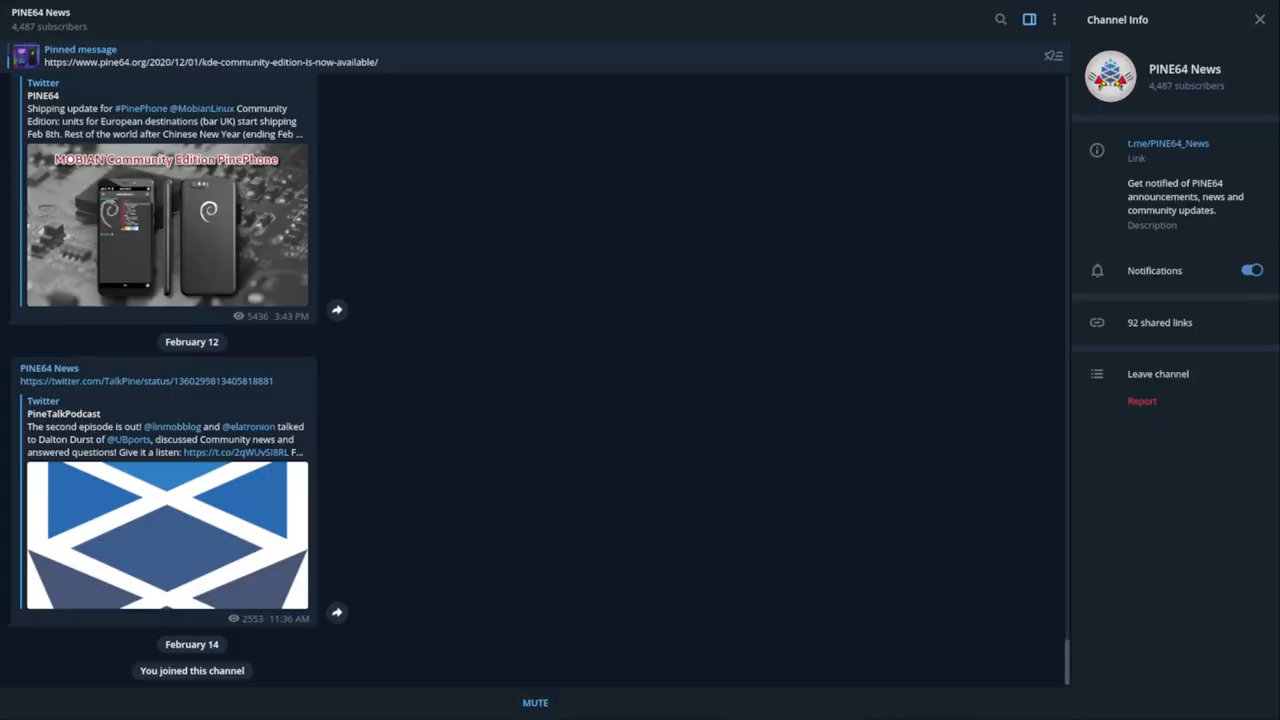 PINE64 News
4,487 subscribers
Pinned message
https://www.pine64.org/2020/12/01/kde-community-edition-is-now-available/
Twitter
PINE64
Shipping update for #PinePhone @MobianLinux Community
Edition: units for European destinations (bar UK) start shipping
Feb 8th. Rest of the world after Chinese New Year (ending Feb ...
MOBIAN Community Edition PinePhone
5436 3:43 PM
February 12
PINE64 News
https://twitter.com/TalkPine/status/1360299813405818881
Twitter
PineTalkPodcast
The second episode is out! @linmobblog and @elatronion talked
to Dalton Durst of @UBports, discussed Community news and
answered questions! Give it a listen: https://t.co/2qWUvSI8RL F...
2553 11:36 AM
February 14
You joined this channel
MUTE
Channel Info
PINE64 News
4,487 subscribers
t.me/PINE64_News
Link
Get notified of PINE64
announcements, news and
community updates.
Description
Notifications
92 shared links
Leave channel
Report